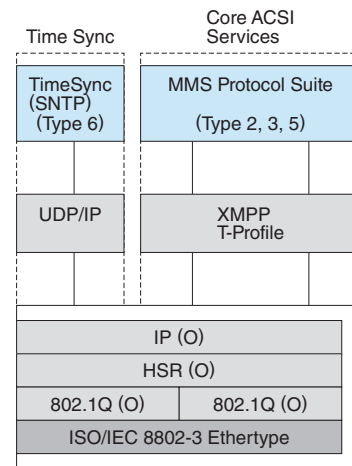 Time Sync
Core ACSI
Services
TimeSync
(SNTP)
(Type 6)
MMS Protocol Suite
(Type 2, 3, 5)
UDP/IP
XMPP
T-Profile
IP (O)
HSR (O)
802.1Q (O)
802.1Q (O)
ISO/IEC 8802-3 Ethertype